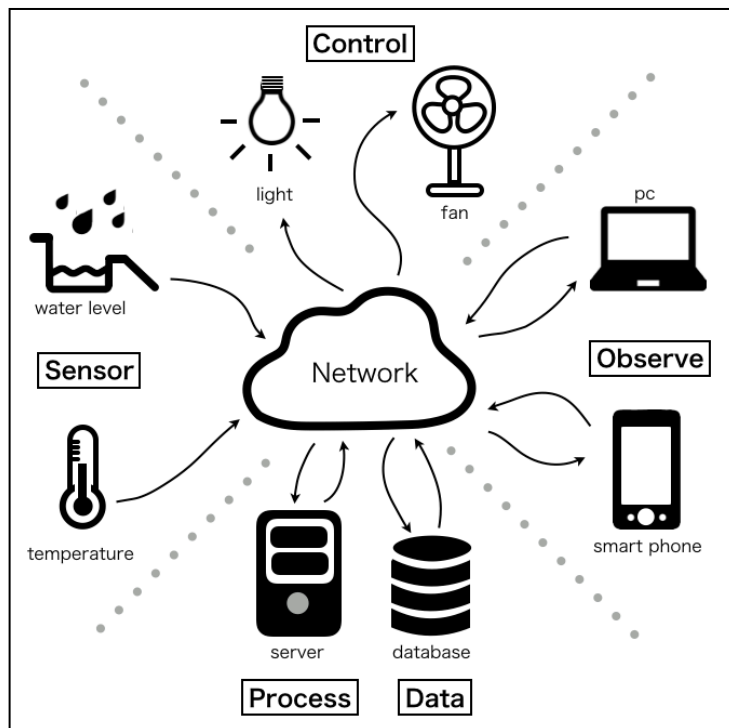 Control
light
fan
pc
water level
Sensor
Network
Observe
temperature
smart phone
server
database
Process
Data